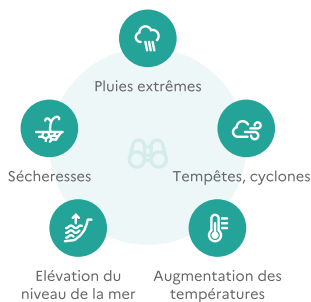 Pluies extrêmes
Sécheresses
Tempêtes, cyclones
Elévation du
niveau de la mer
Augmentation des
températures